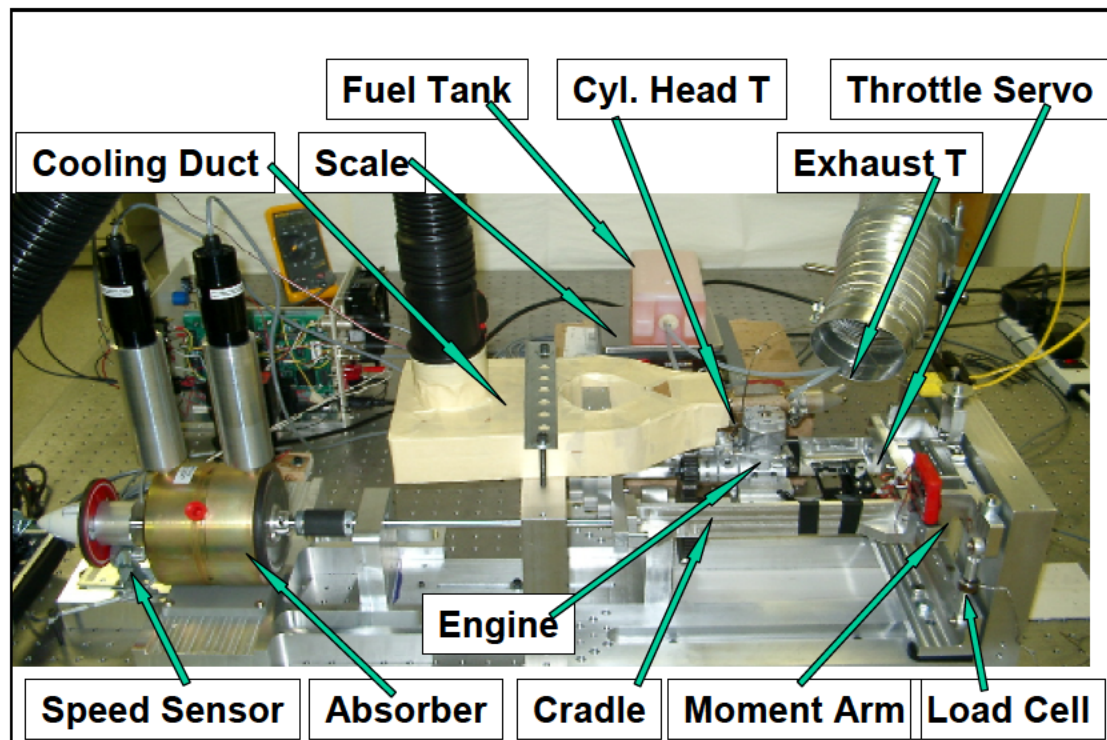 Fuel Tank
Cyl. Head T
Throttle Servo
Cooling Duct
Scale
Exhaust T
Engine
Speed Sensor
Absorber
Cradle
Moment Arm
Load Cell